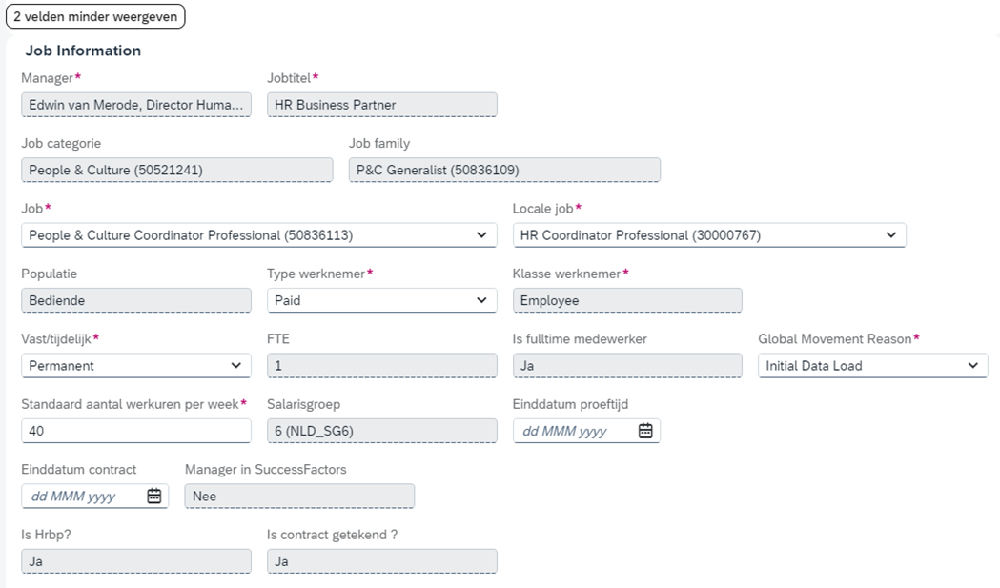 2 velden minder weergeven
Job Information
Manager* Jobtitel*
Edwin van Merode, Director Huma... HR Business Partner
Job categorie Job family
People & Culture (50521241) P&C Generalist (50836109)
Job* Locale job*
People & Culture Coordinator Professional (50836113) HR Coordinator Professional (30000767)
Populatie Type werknemer* Klasse werknemer*
Bediende Paid Employee
Vast/tijdelijk* FTE Is fulltime medewerker Global Movement Reason*
Permanent 1 Ja Initial Data Load
Standaard aantal werkuren per week* Salarisgroep Einddatum proeftijd
40 6 (NLD_SG6) dd MMM yyyy
Einddatum contract Manager in SuccessFactors
dd MMM yyyy Nee
Is Hrbp? Is contract getekend ?
Ja Ja